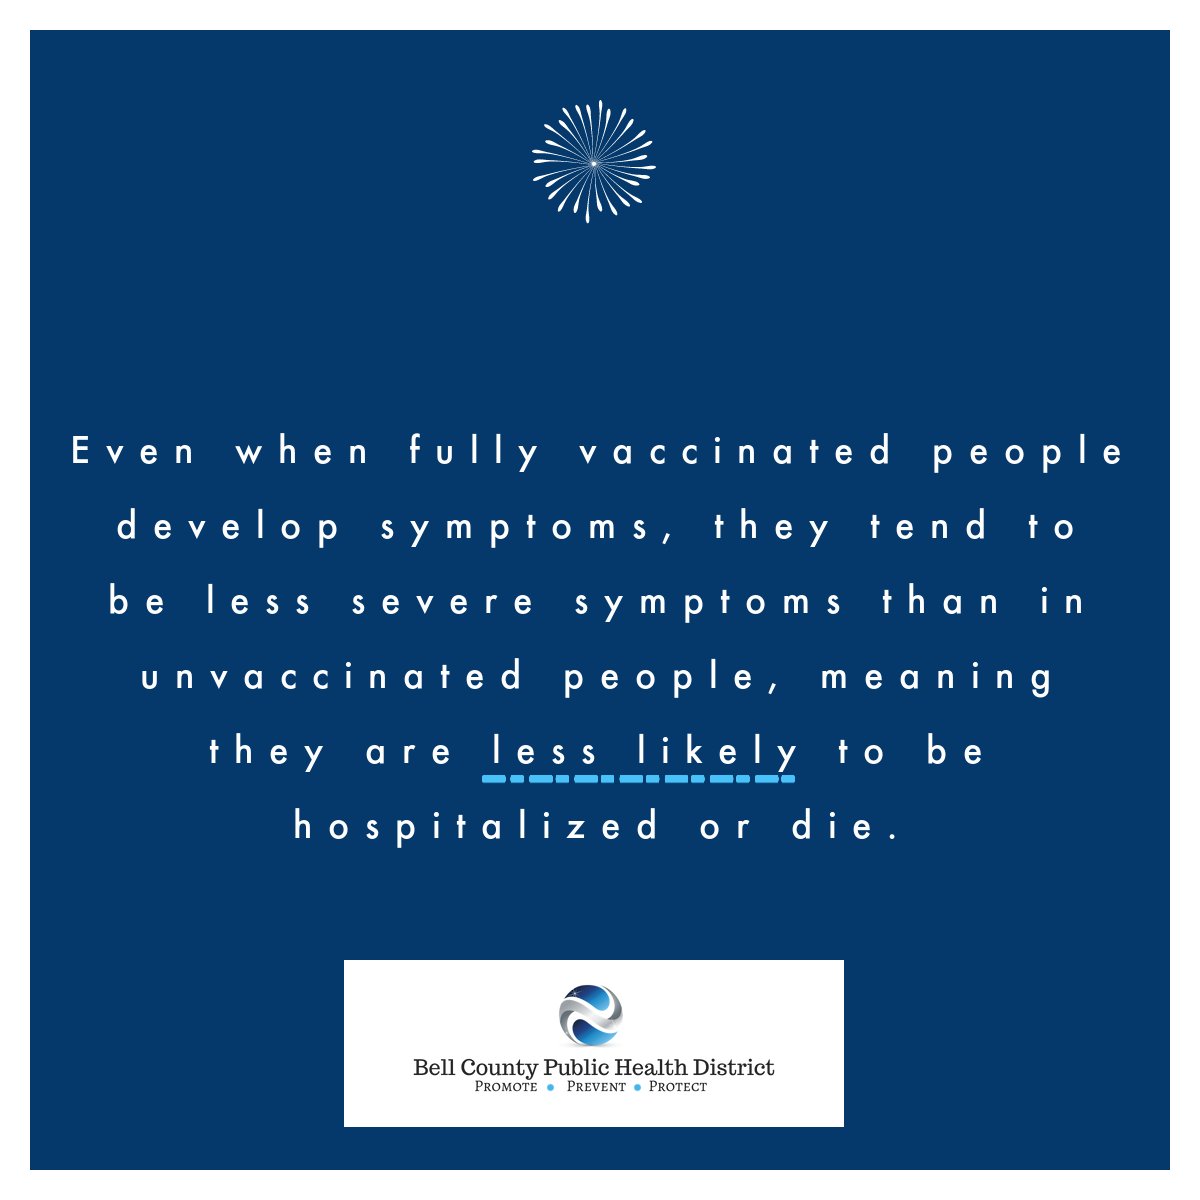 Even when fully vaccinated people
develop symptoms, they tend to
be less severe symptoms than in
unvaccinated people, meaning
they are less likely to be
hospitalized or die.
Bell County Public Health District
Promote • Prevent • Protect